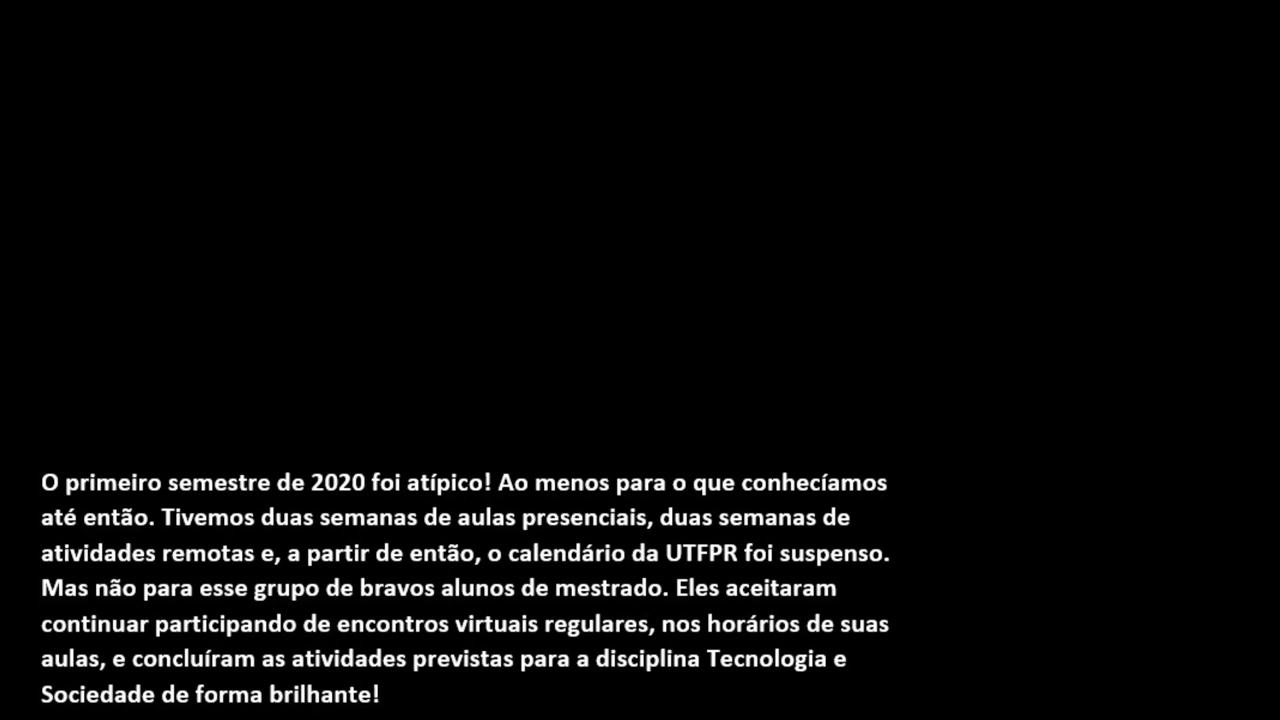 O primeiro semestre de 2020 foi atípico! Ao menos para o que conhecíamos
até então. Tivemos duas semanas de aulas presenciais, duas semanas de
atividades remotas e, a partir de então, o calendário da UTFPR foi suspenso.
Mas não para esse grupo de bravos alunos de mestrado. Eles aceitaram
continuar participando de encontros virtuais regulares, nos horários de suas
aulas, e concluíram as atividades previstas para a disciplina Tecnologia e
Sociedade de forma brilhante!